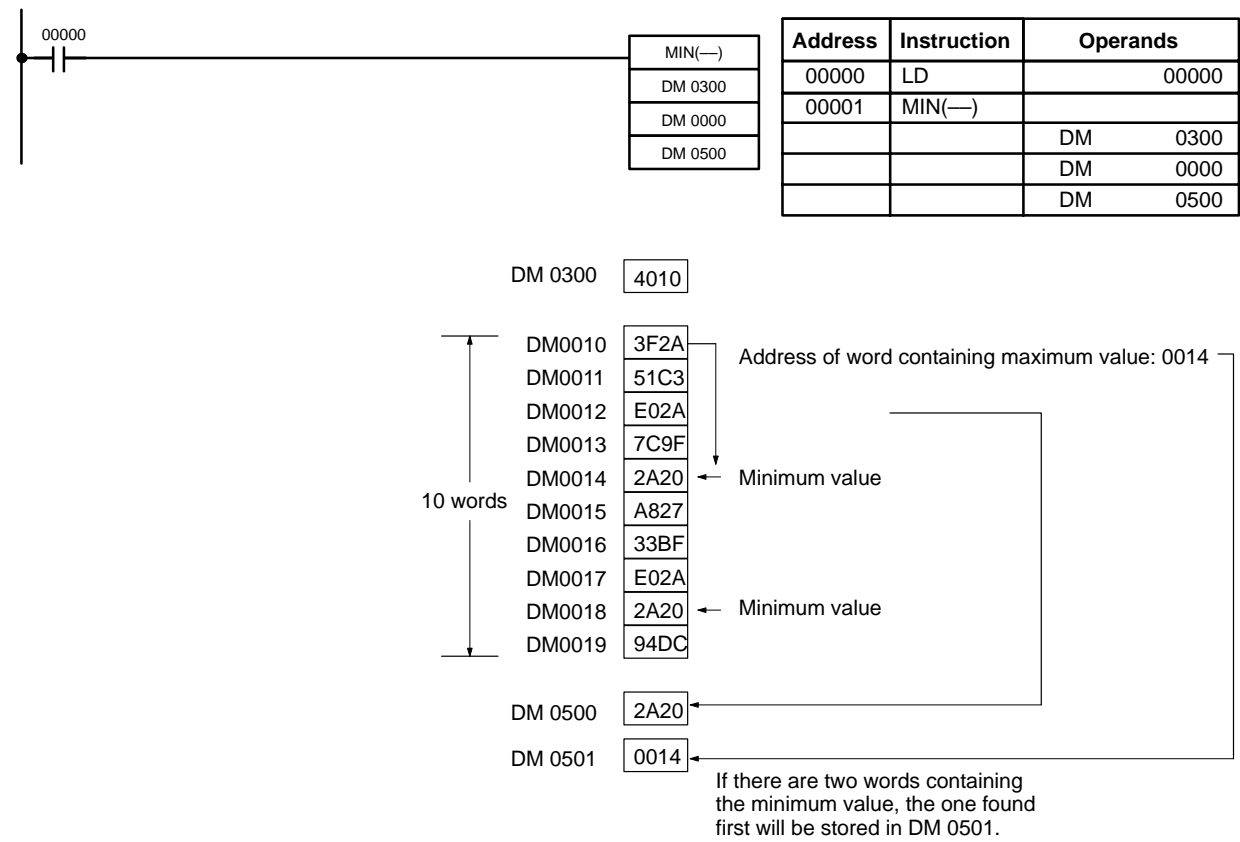 00000
MIN(––)
DM 0300
DM 0000
DM 0500
Address Instruction Operands
00000 LD 00000
00001 MIN(––)
DM 0300
DM 0000
DM 0500
DM 0300 4010
DM0010 3F2A
Address of word containing maximum value: 0014
DM0011 51C3
DM0012 E02A
DM0013 7C9F
DM0014 2A20 Minimum value
10 words
DM0015 A827
DM0016 33BF
DM0017 E02A
DM0018 2A20 Minimum value
DM0019 94DC
DM 0500 2A20
DM 0501 0014
If there are two words containing
the minimum value, the one found
first will be stored in DM 0501.